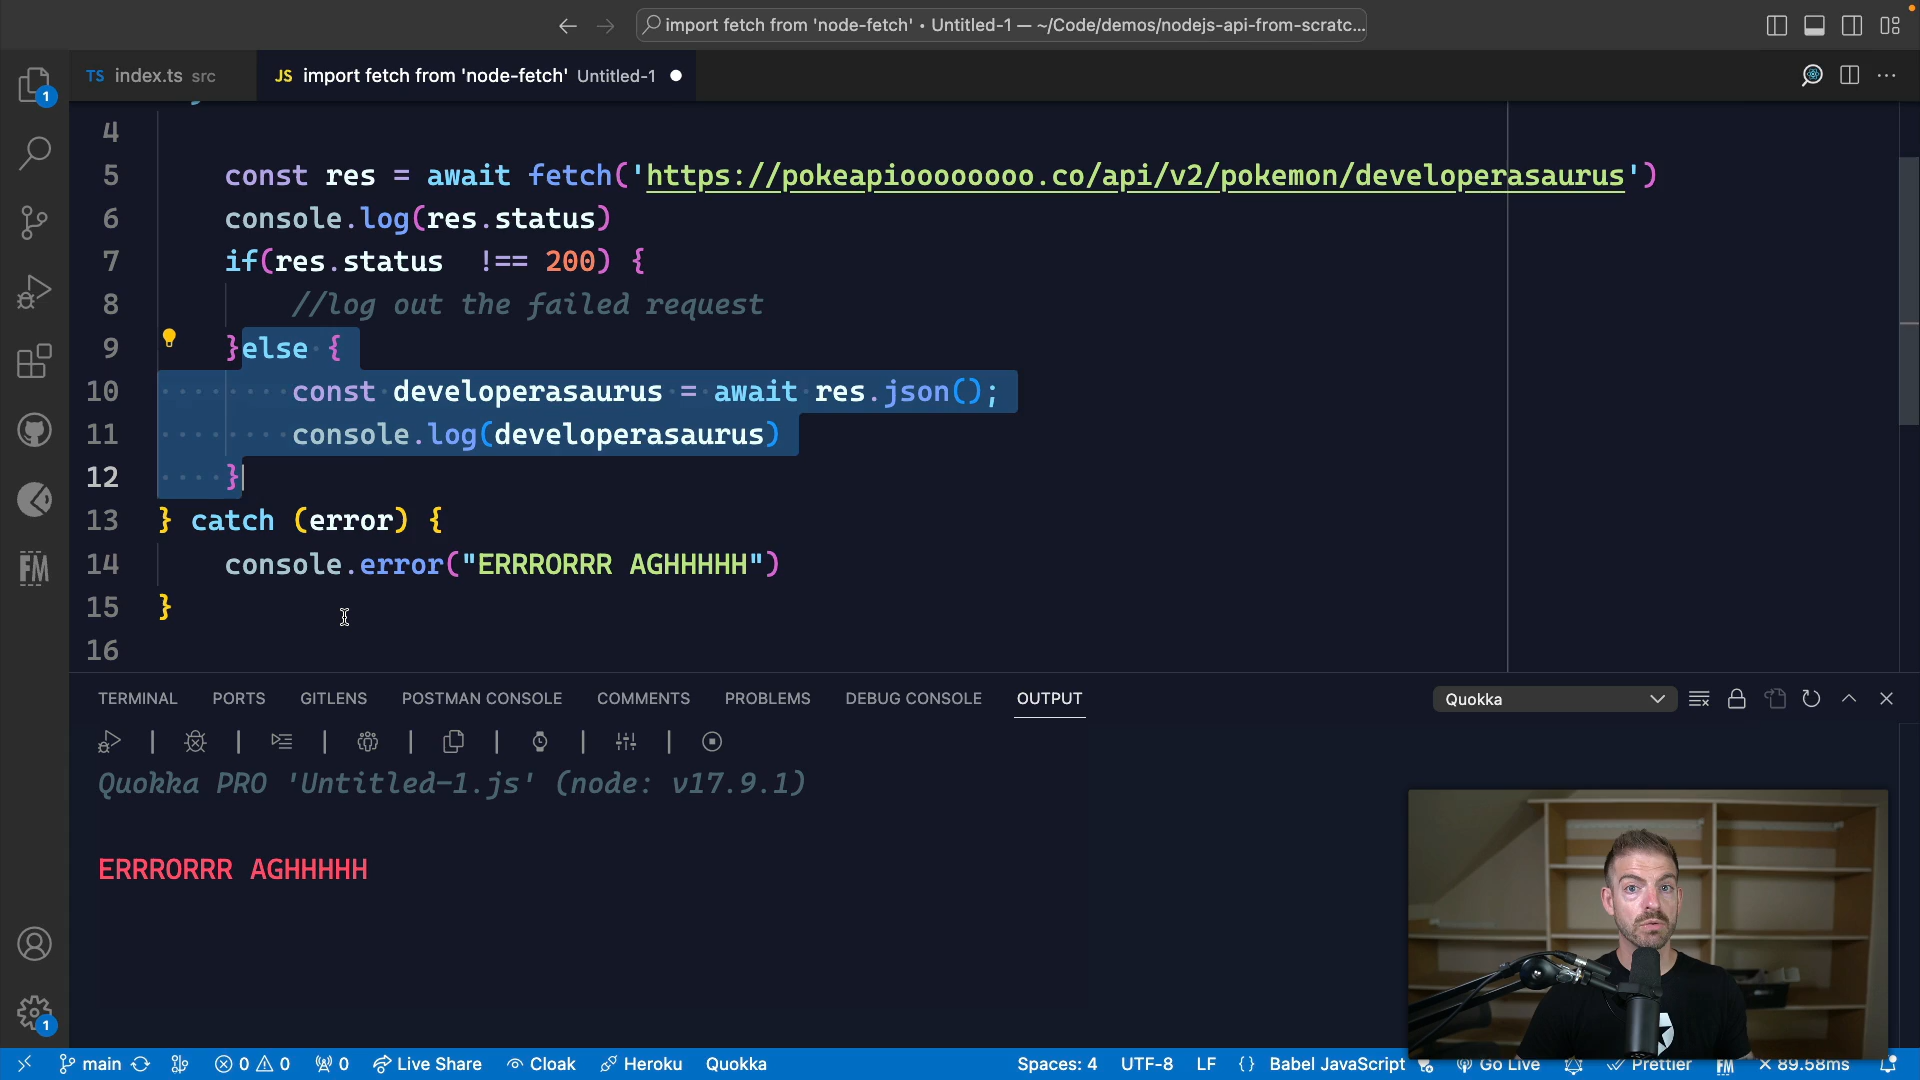 import fetch from 'node-fetch' • Untitled-1 — ~/Code/demos/nodejs-api-from-scratc...
TS index.ts src
JS import fetch from 'node-fetch' Untitled-1
1
4
5 const res = await fetch('https://pokeapioooooooo.co/api/v2/pokemon/developerasaurus')
6 console.log(res.status)
7 if(res.status !== 200) {
8 //log out the failed request
9 }else {
10 const developerasaurus = await res.json();
11 console.log(developerasaurus)
12 }
13 } catch (error) {
14 console.error("ERRRORRR AGHHHHH")
15 }
16
FM
TERMINAL PORTS GITLENS POSTMAN CONSOLE COMMENTS PROBLEMS DEBUG CONSOLE OUTPUT Quokka
Quokka PRO 'Untitled-1.js' (node: v17.9.1)
ERRRORRR AGHHHHH
1
main 0 0 0 Live Share Cloak Heroku Quokka Spaces: 4 UTF-8 LF {} Babel JavaScript Go Live Prettier FM × 89.58ms